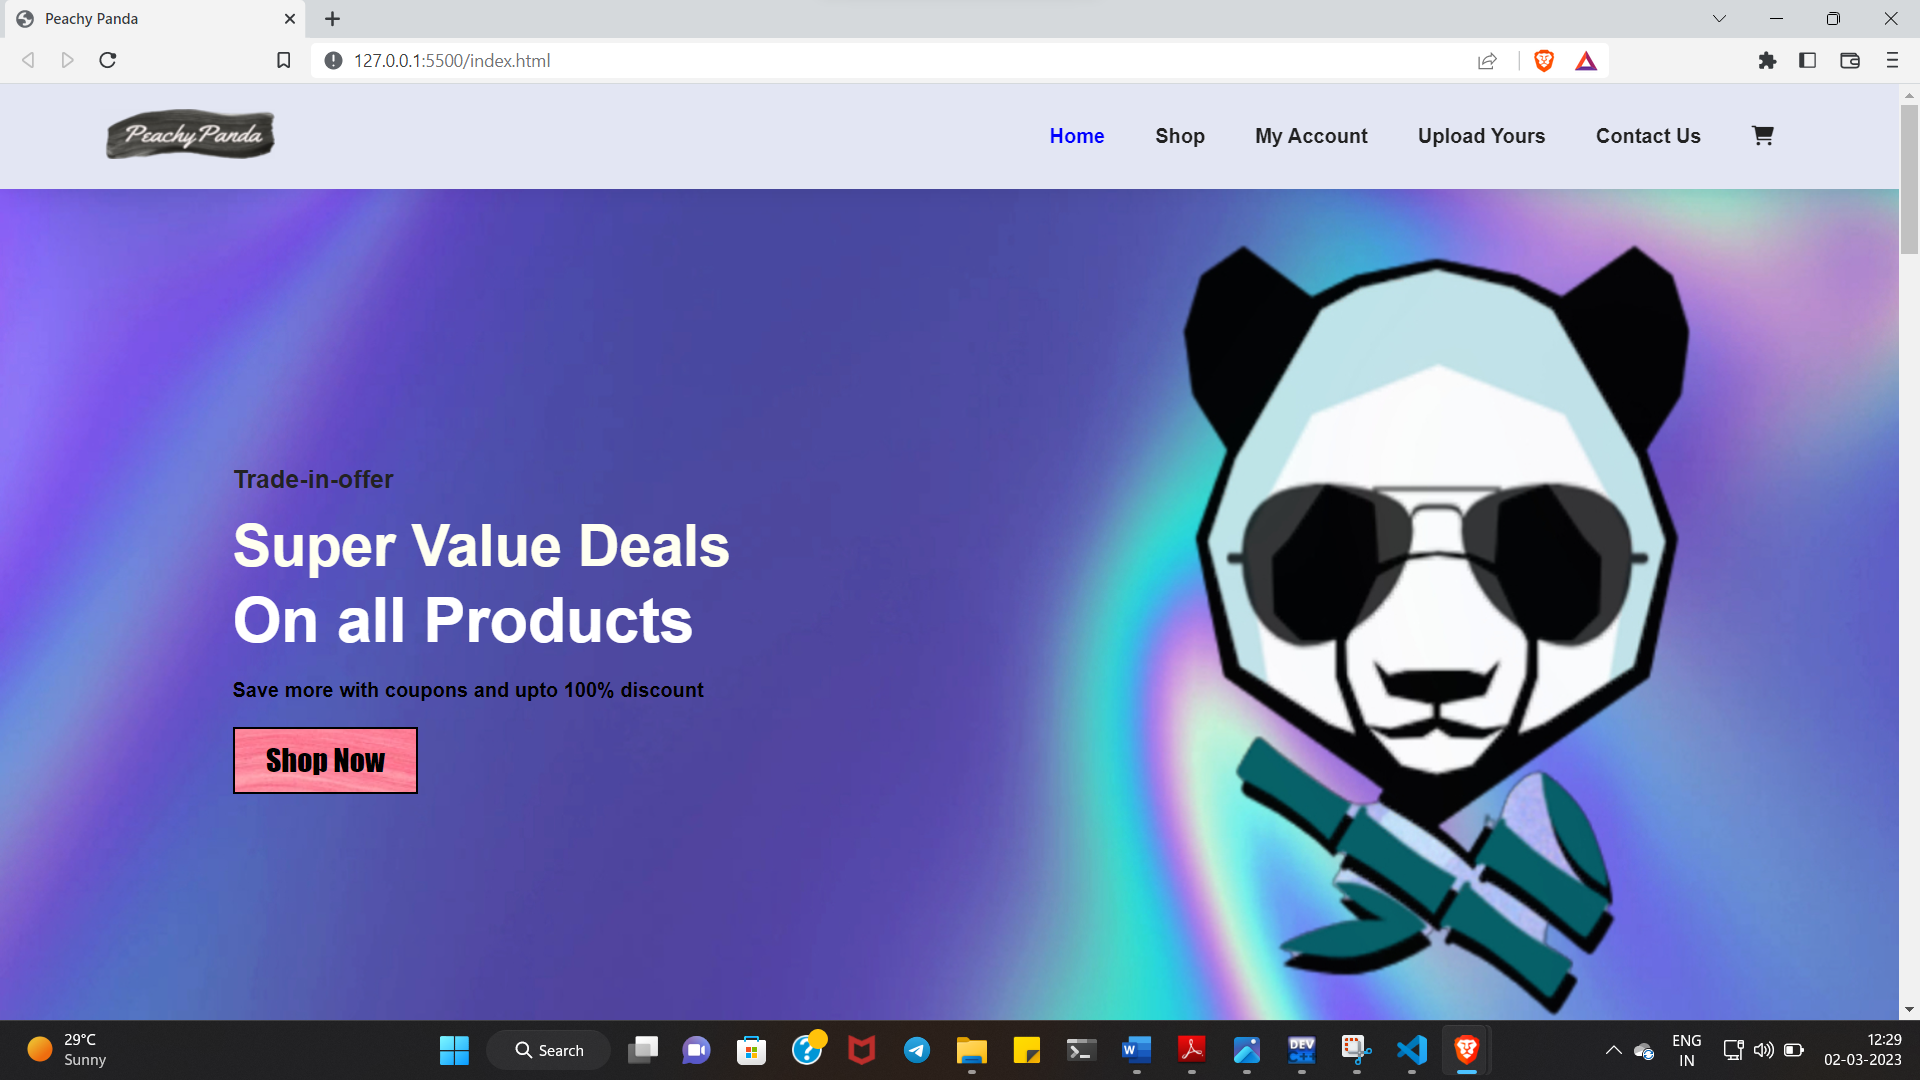 Peachy Panda
127.0.0.1:5500/index.html
Peachy Panda
Home
Shop
My Account
Upload Yours
Contact Us
Trade-in-offer
Super Value Deals
On all Products
Save more with coupons and upto 100% discount
Shop Now
29°C
Sunny
Search
W
DEV
C++
ENG
IN
12:29
02-03-2023